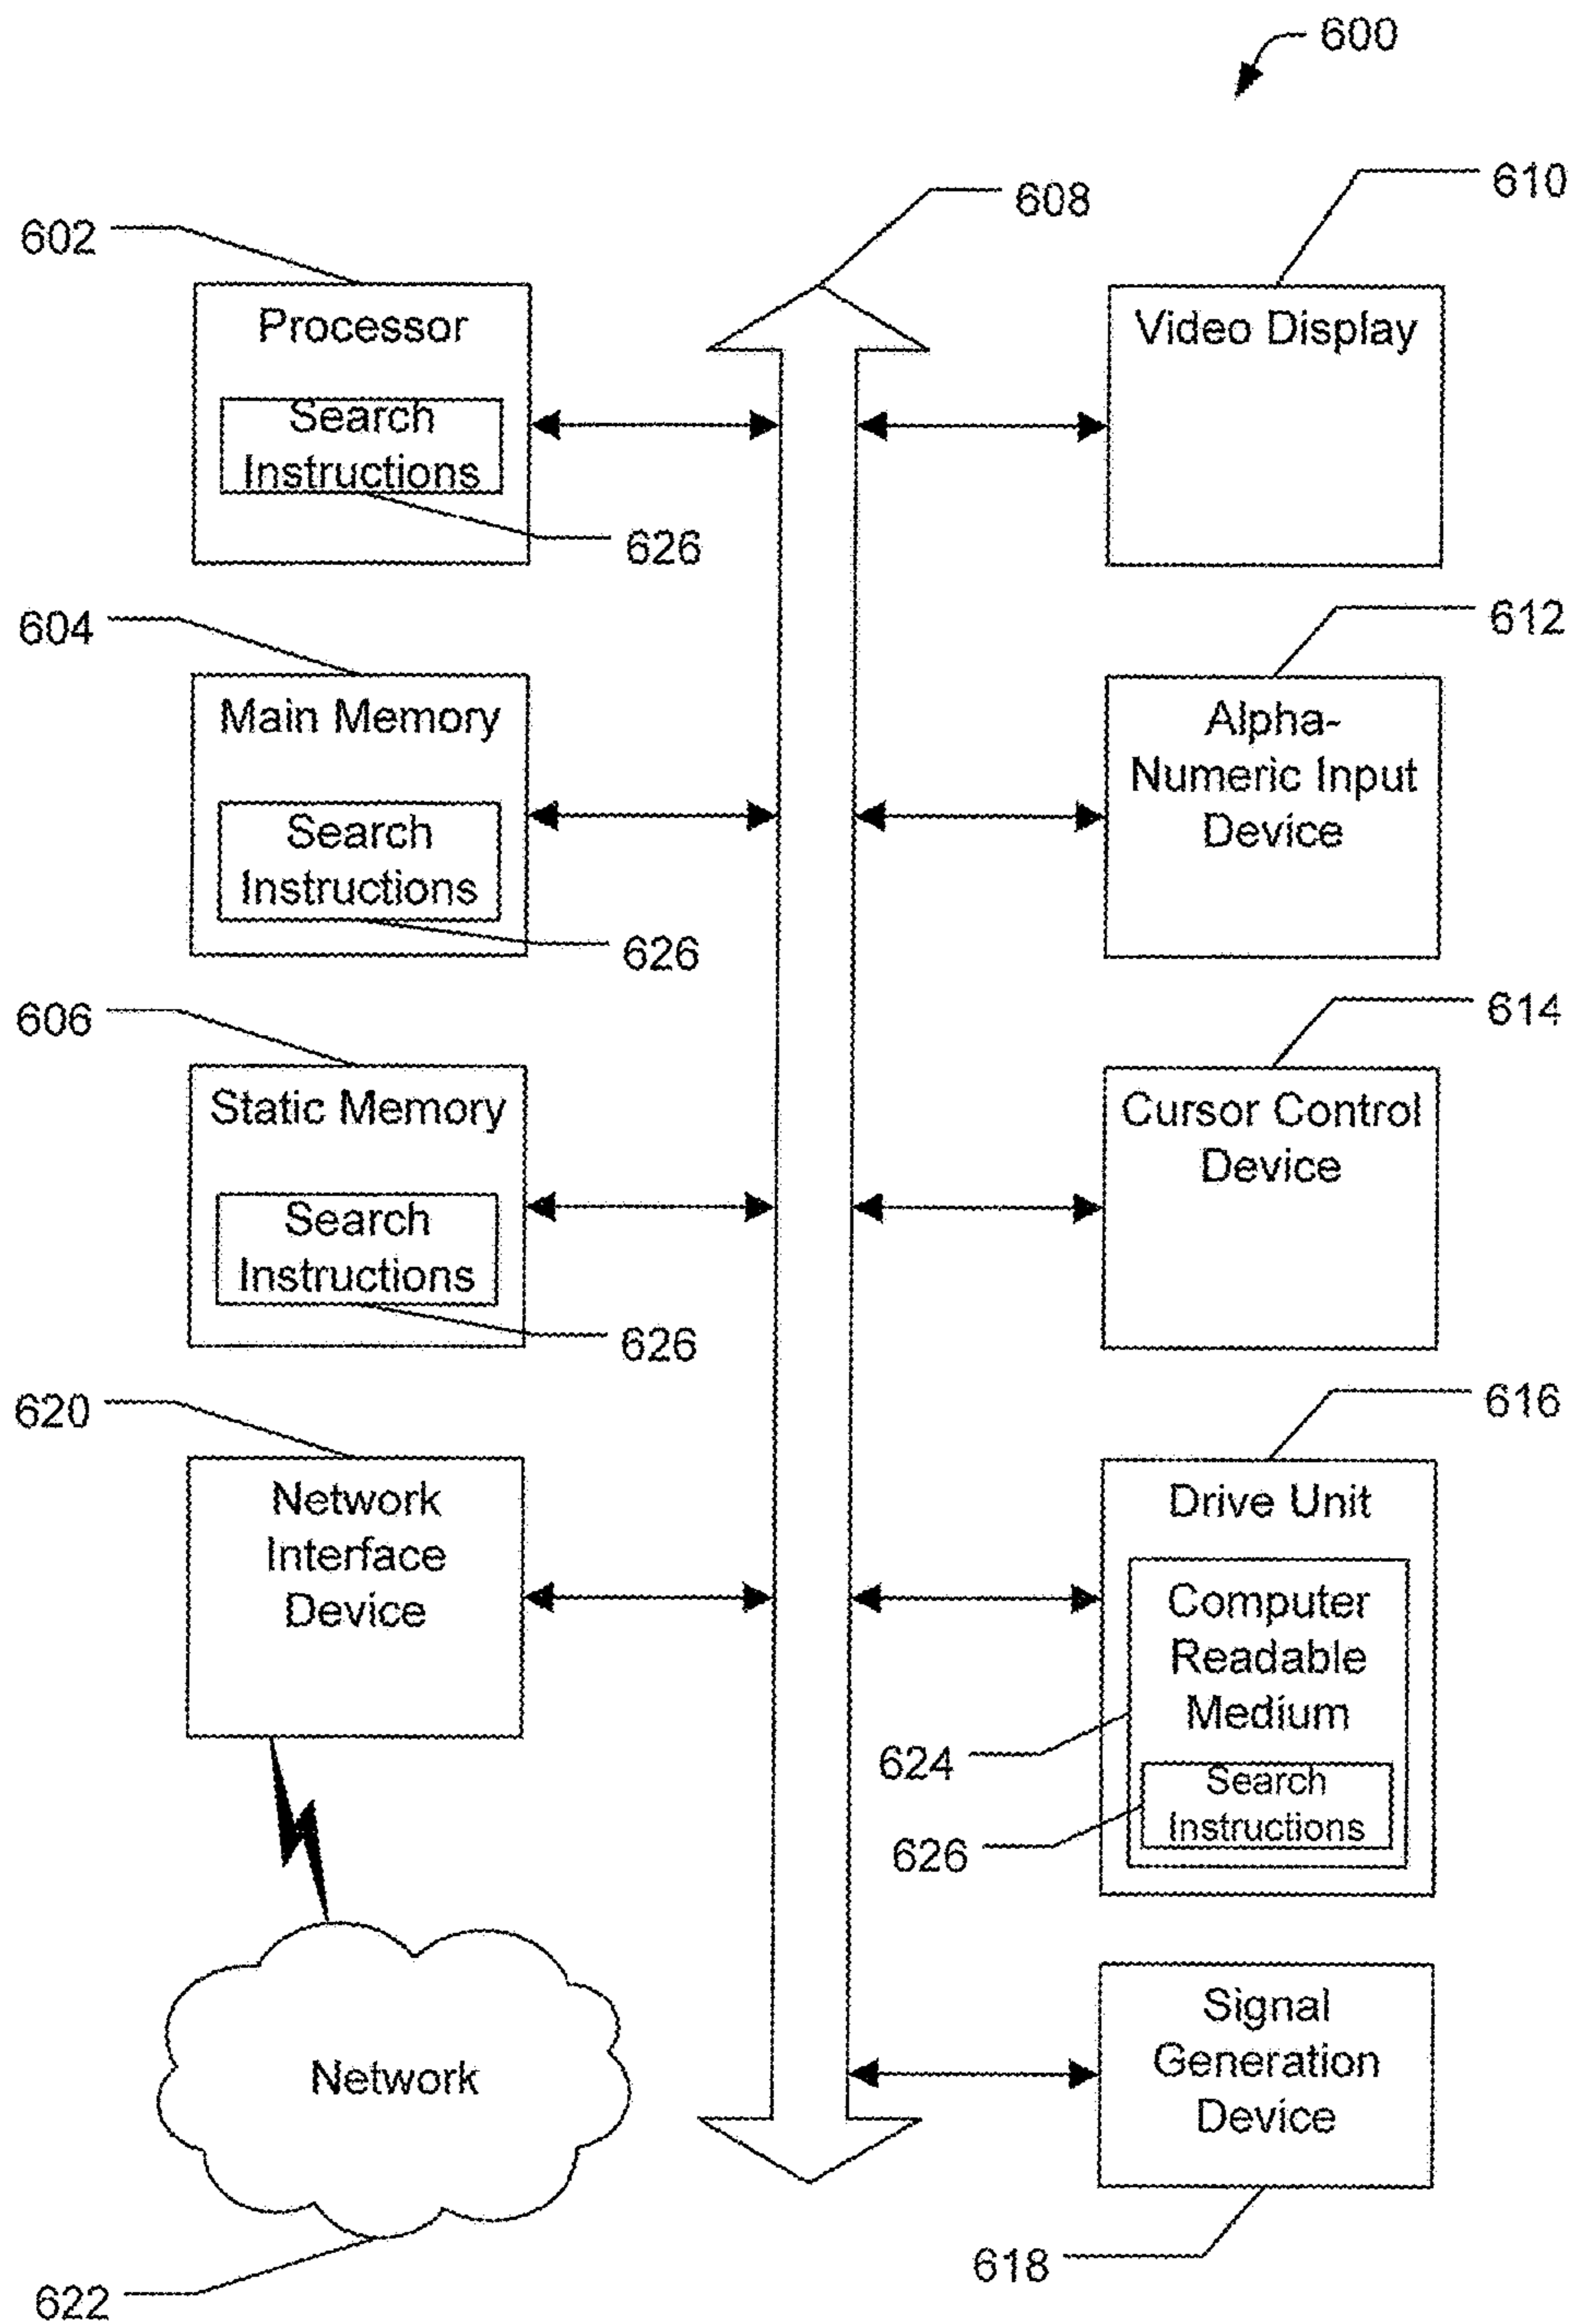 600
608
610
602
Processor
Search
Instructions
626
Video Display
604
Main Memory
Search
Instructions
626
612
Alpha-
Numeric Input
Device
606
Static Memory
Search
Instructions
626
614
Cursor Control
Device
620
Network
Interface
Device
616
Drive Unit
Computer
Readable
Medium
624
Search
Instructions
626
Network
622
Signal
Generation
Device
618